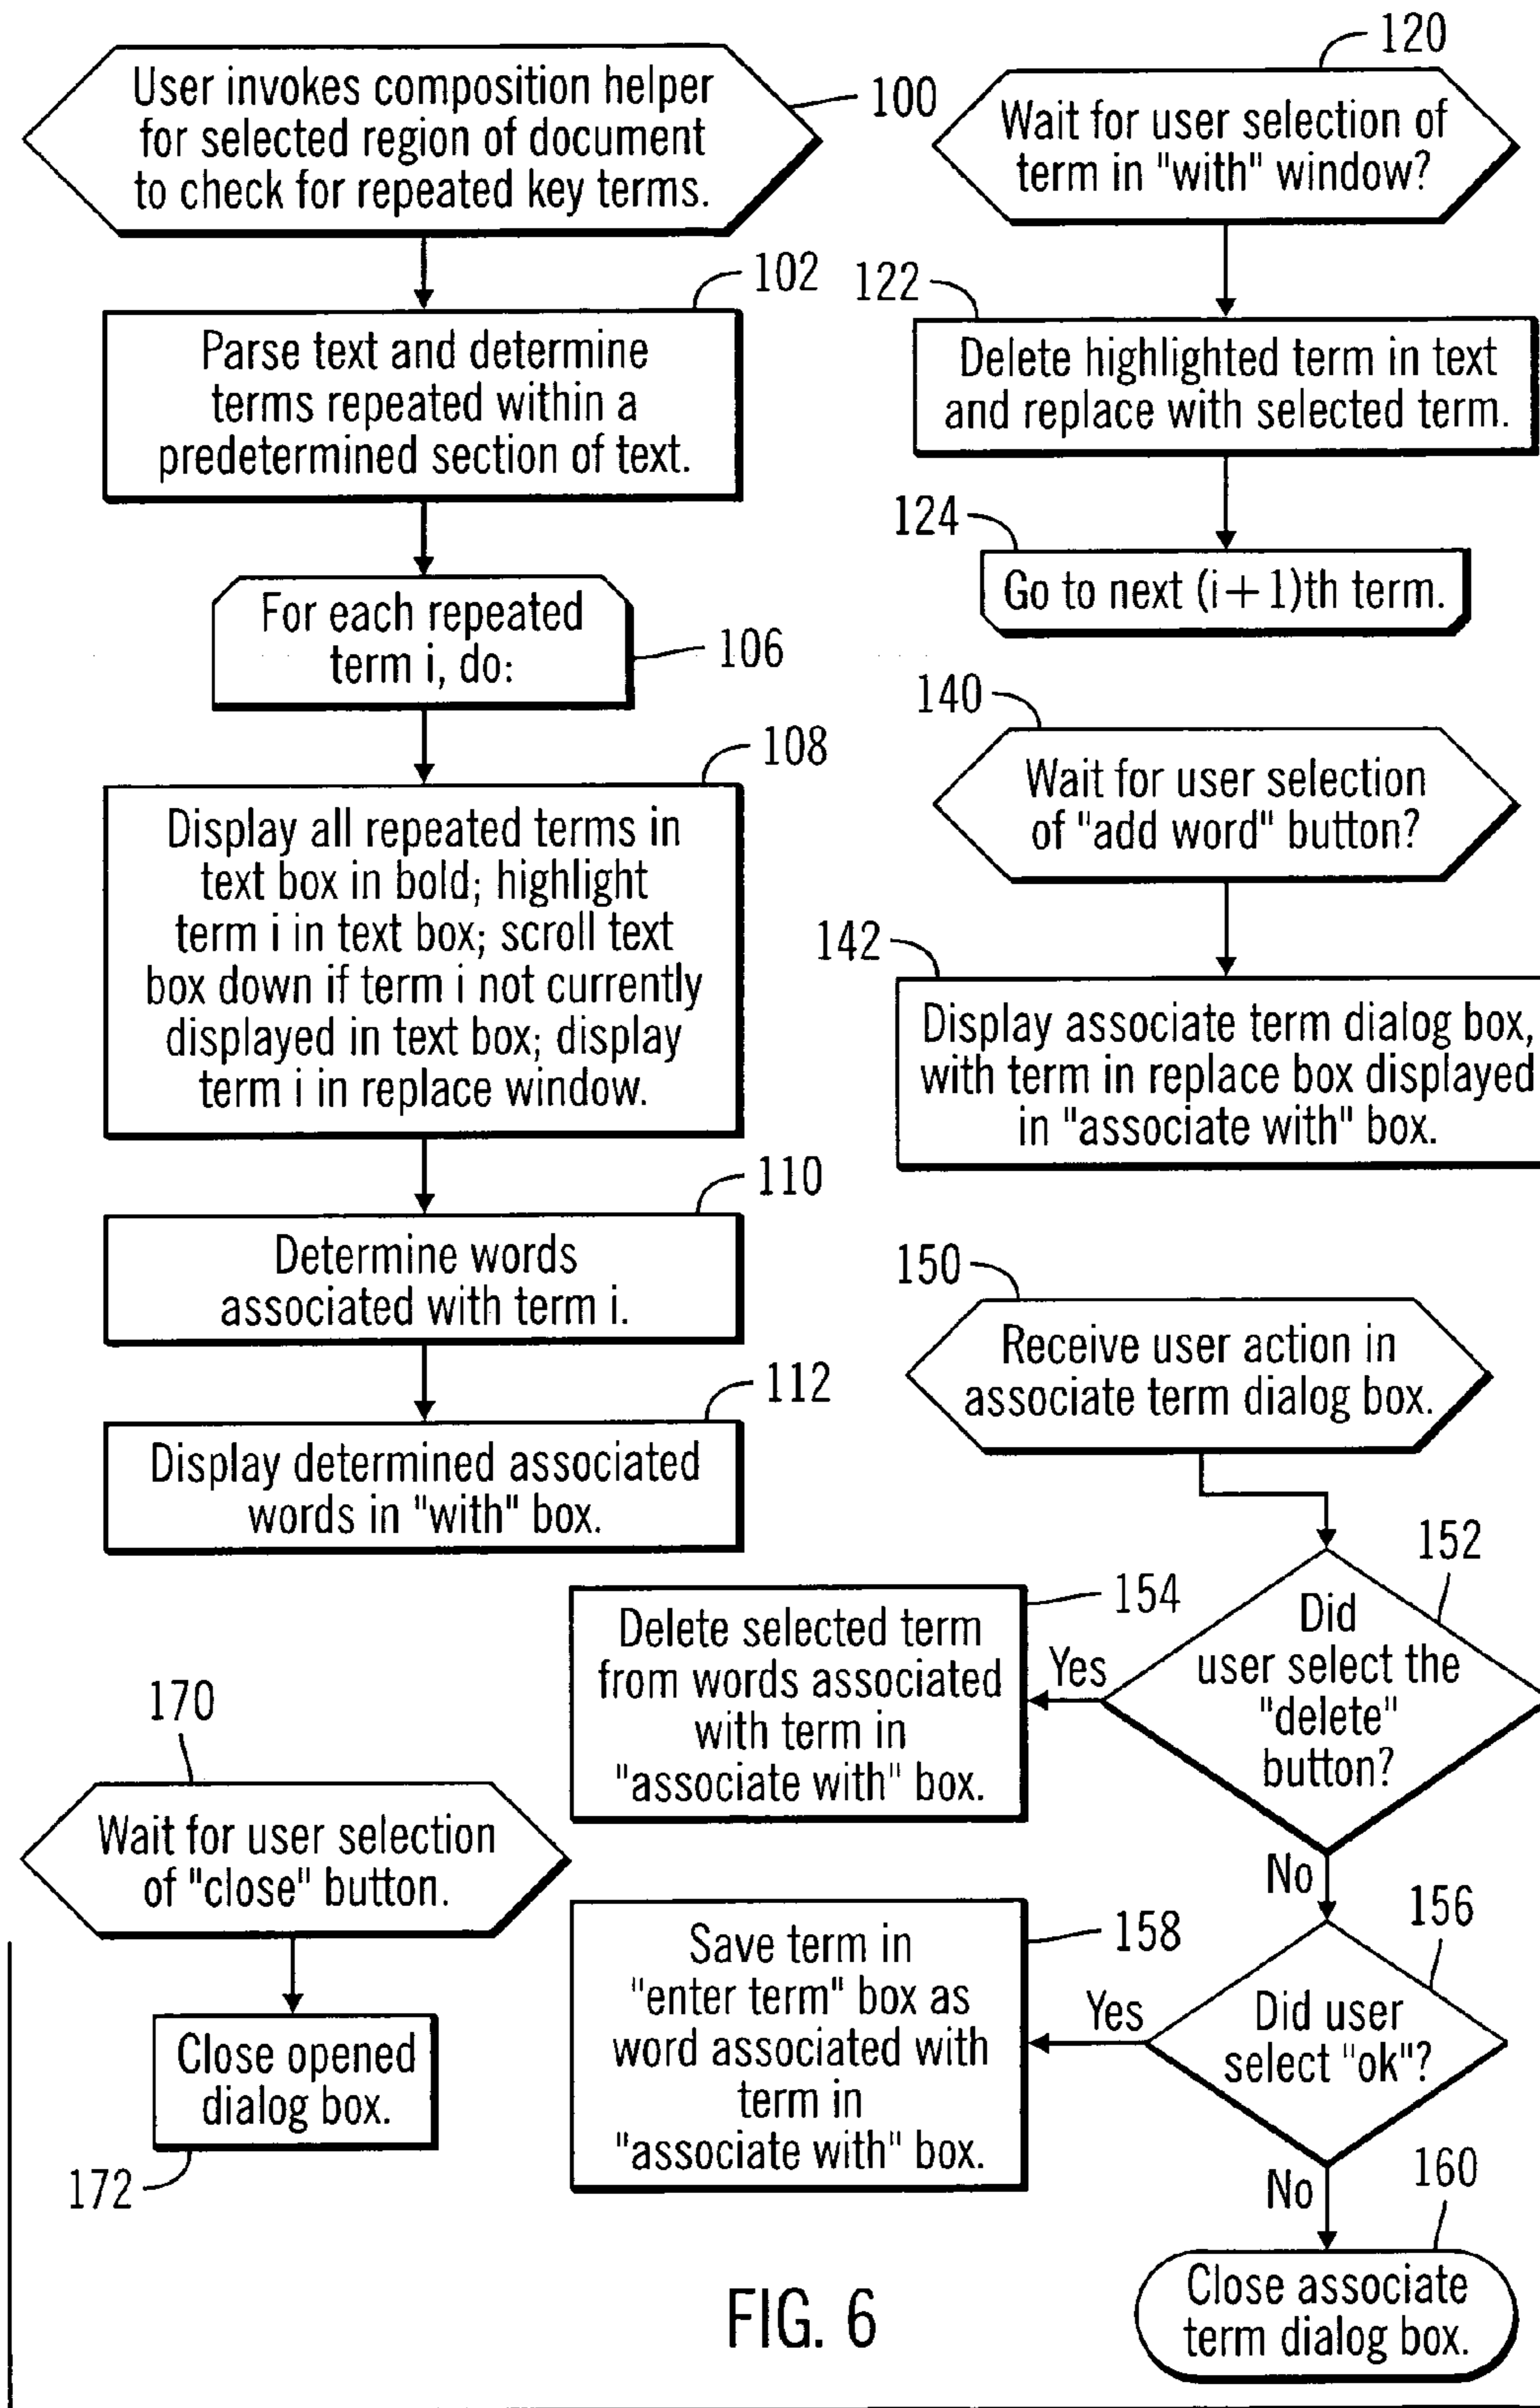 User invokes composition helper
for selected region of document
to check for repeated key terms.
100
102
Parse text and determine
terms repeated within a
predetermined section of text.
For each repeated
term i, do:
106
108
Display all repeated terms in
text box in bold; highlight
term i in text box; scroll text
box down if term i not currently
displayed in text box; display
term i in replace window.
110
Determine words
associated with term i.
112
Display determined associated
words in "with" box.
120
Wait for user selection of
term in "with" window?
122
Delete highlighted term in text
and replace with selected term.
124
Go to next (i+1)th term.
140
Wait for user selection
of "add word" button?
142
Display associate term dialog box,
with term in replace box displayed
in "associate with" box.
150
Receive user action in
associate term dialog box.
152
Did
user select the
"delete"
button?
Yes
154
Delete selected term
from words associated
with term in
"associate with" box.
No
156
Did user
select "ok"?
Yes
158
Save term in
"enter term" box as
word associated with
term in
"associate with" box.
No
160
Close associate
term dialog box.
170
Wait for user selection
of "close" button.
Close opened
dialog box.
172
FIG. 6